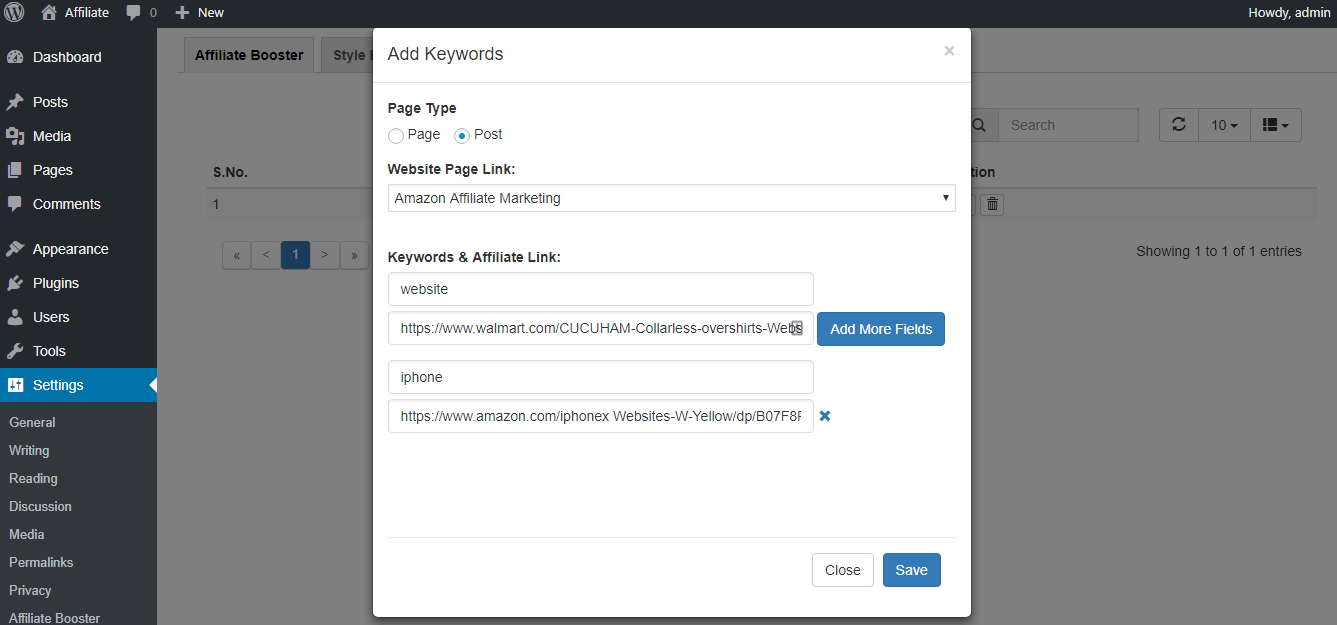 Affiliate 0 New Howdy, admin
Dashboard
Posts
Media
Pages
Comments
Appearance
Plugins
Users
Tools
Settings
General
Writing
Reading
Discussion
Media
Permalinks
Privacy
Affiliate Booster
Affiliate Booster Style
Search 10
S.No. tion
1
« < 1 > »
Showing 1 to 1 of 1 entries
Add Keywords ×
Page Type
Page Post
Website Page Link:
Amazon Affiliate Marketing
Keywords & Affiliate Link:
website
https://www.walmart.com/CUCUHAM-Collarless-overshirts-Webs
Add More Fields
iphone
https://www.amazon.com/iphonex Websites-W-Yellow/dp/B07F8
Close Save